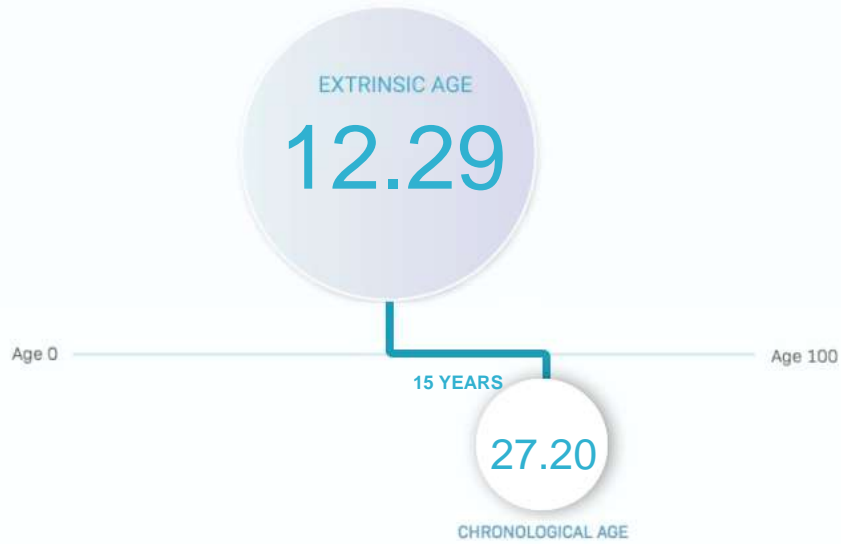 EXTRINSIC AGE
12.29
Age 0
Age 100
15 YEARS
27.20
CHRONOLOGICAL AGE